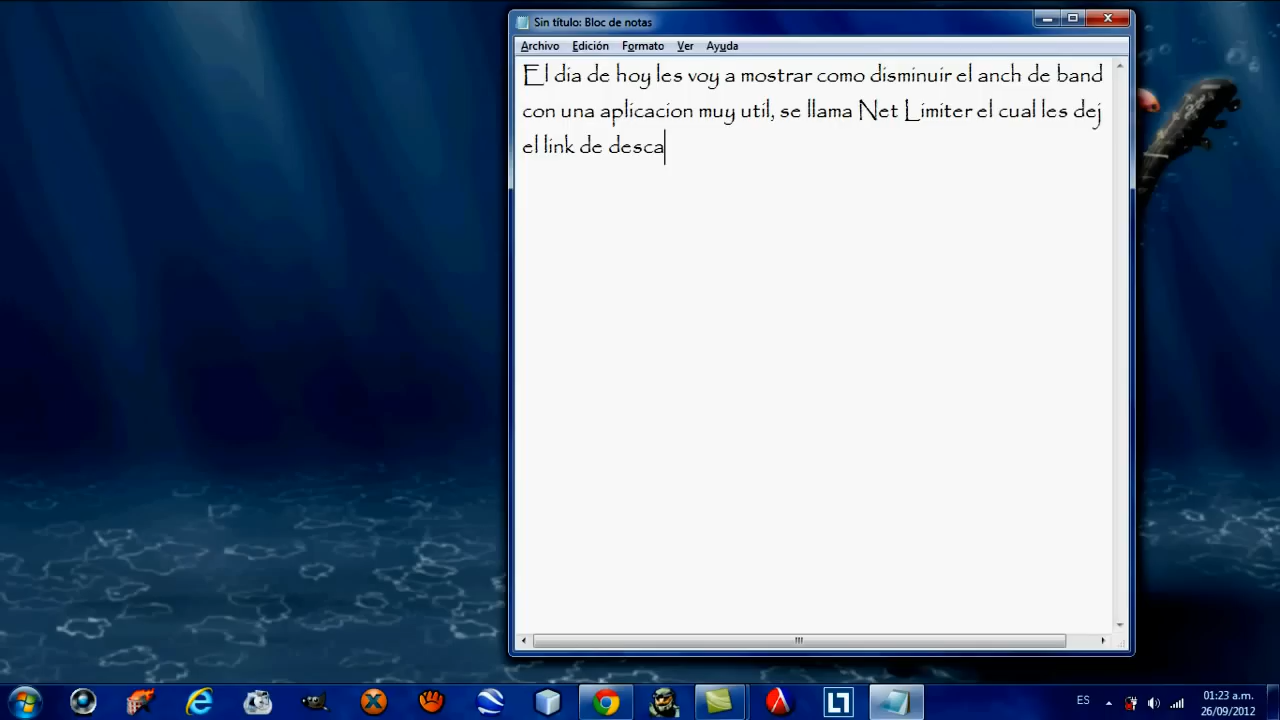 Sin título: Bloc de notas
Archivo Edición Formato Ver Ayuda
El dia de hoy les voy a mostrar como disminuir el anch de band
con una aplicacion muy util, se llama Net Limiter el cual les dej
el link de desca
ES
01:23 a.m.
26/09/2012